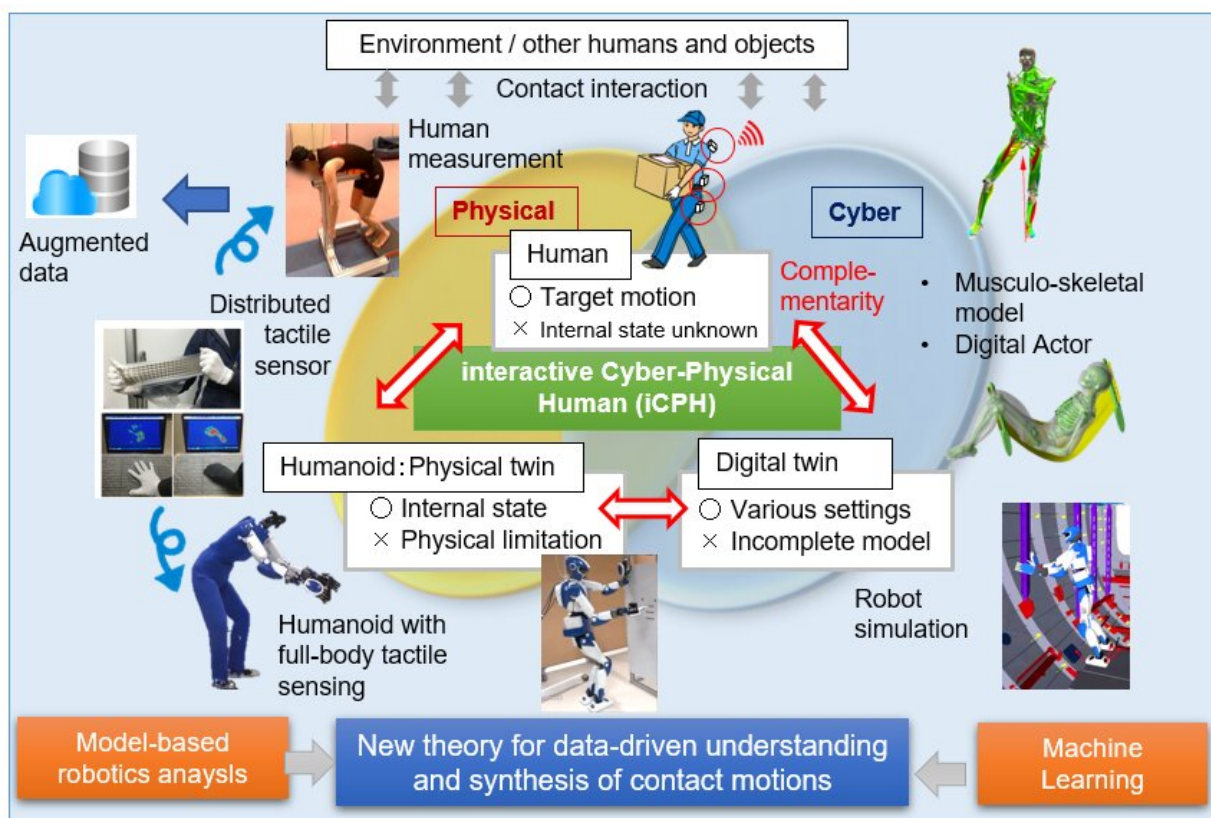 Environment / other humans and objects
Contact interaction
Human
measurement
Physical
Cyber
Augmented
data
Human
○ Target motion
× Internal state unknown
Comple-
mentarity
• Musculo-skeletal
model
• Digital Actor
Distributed
tactile
sensor
interactive Cyber-Physical
Human (iCPH)
Humanoid：Physical twin
○ Internal state
× Physical limitation
Digital twin
○ Various settings
× Incomplete model
Humanoid with
full-body tactile
sensing
Robot
simulation
Model-based
robotics anaysls
New theory for data-driven understanding
and synthesis of contact motions
Machine
Learning